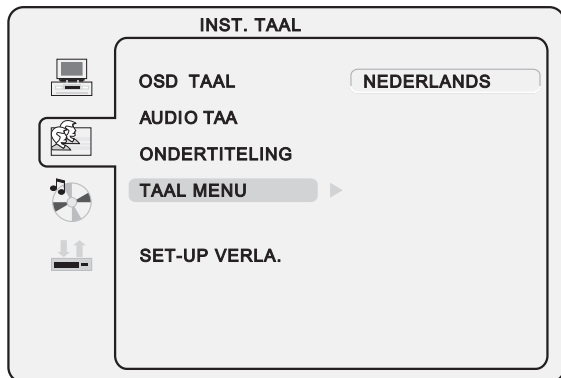 INST. TAAL
OSD TAAL NEDERLANDS
AUDIO TAA
ONDERTITELING
TAAL MENU
SET-UP VERLA.